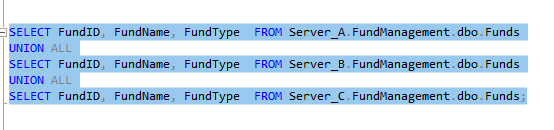 SELECT FundID, FundName, FundType  FROM Server_A.FundManagement.dbo.Funds
UNION ALL
SELECT FundID, FundName, FundType  FROM Server_B.FundManagement.dbo.Funds
UNION ALL
SELECT FundID, FundName, FundType  FROM Server_C.FundManagement.dbo.Funds;